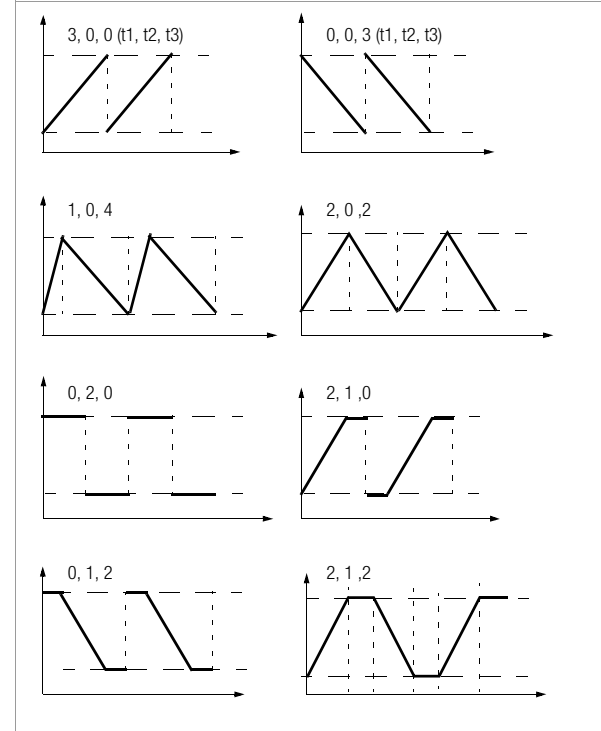 3, 0, 0 (t1, t2, t3)
0, 0, 3 (t1, t2, t3)
1, 0, 4
2, 0 ,2
0, 2, 0
2, 1 ,0
0, 1, 2
2, 1 ,2